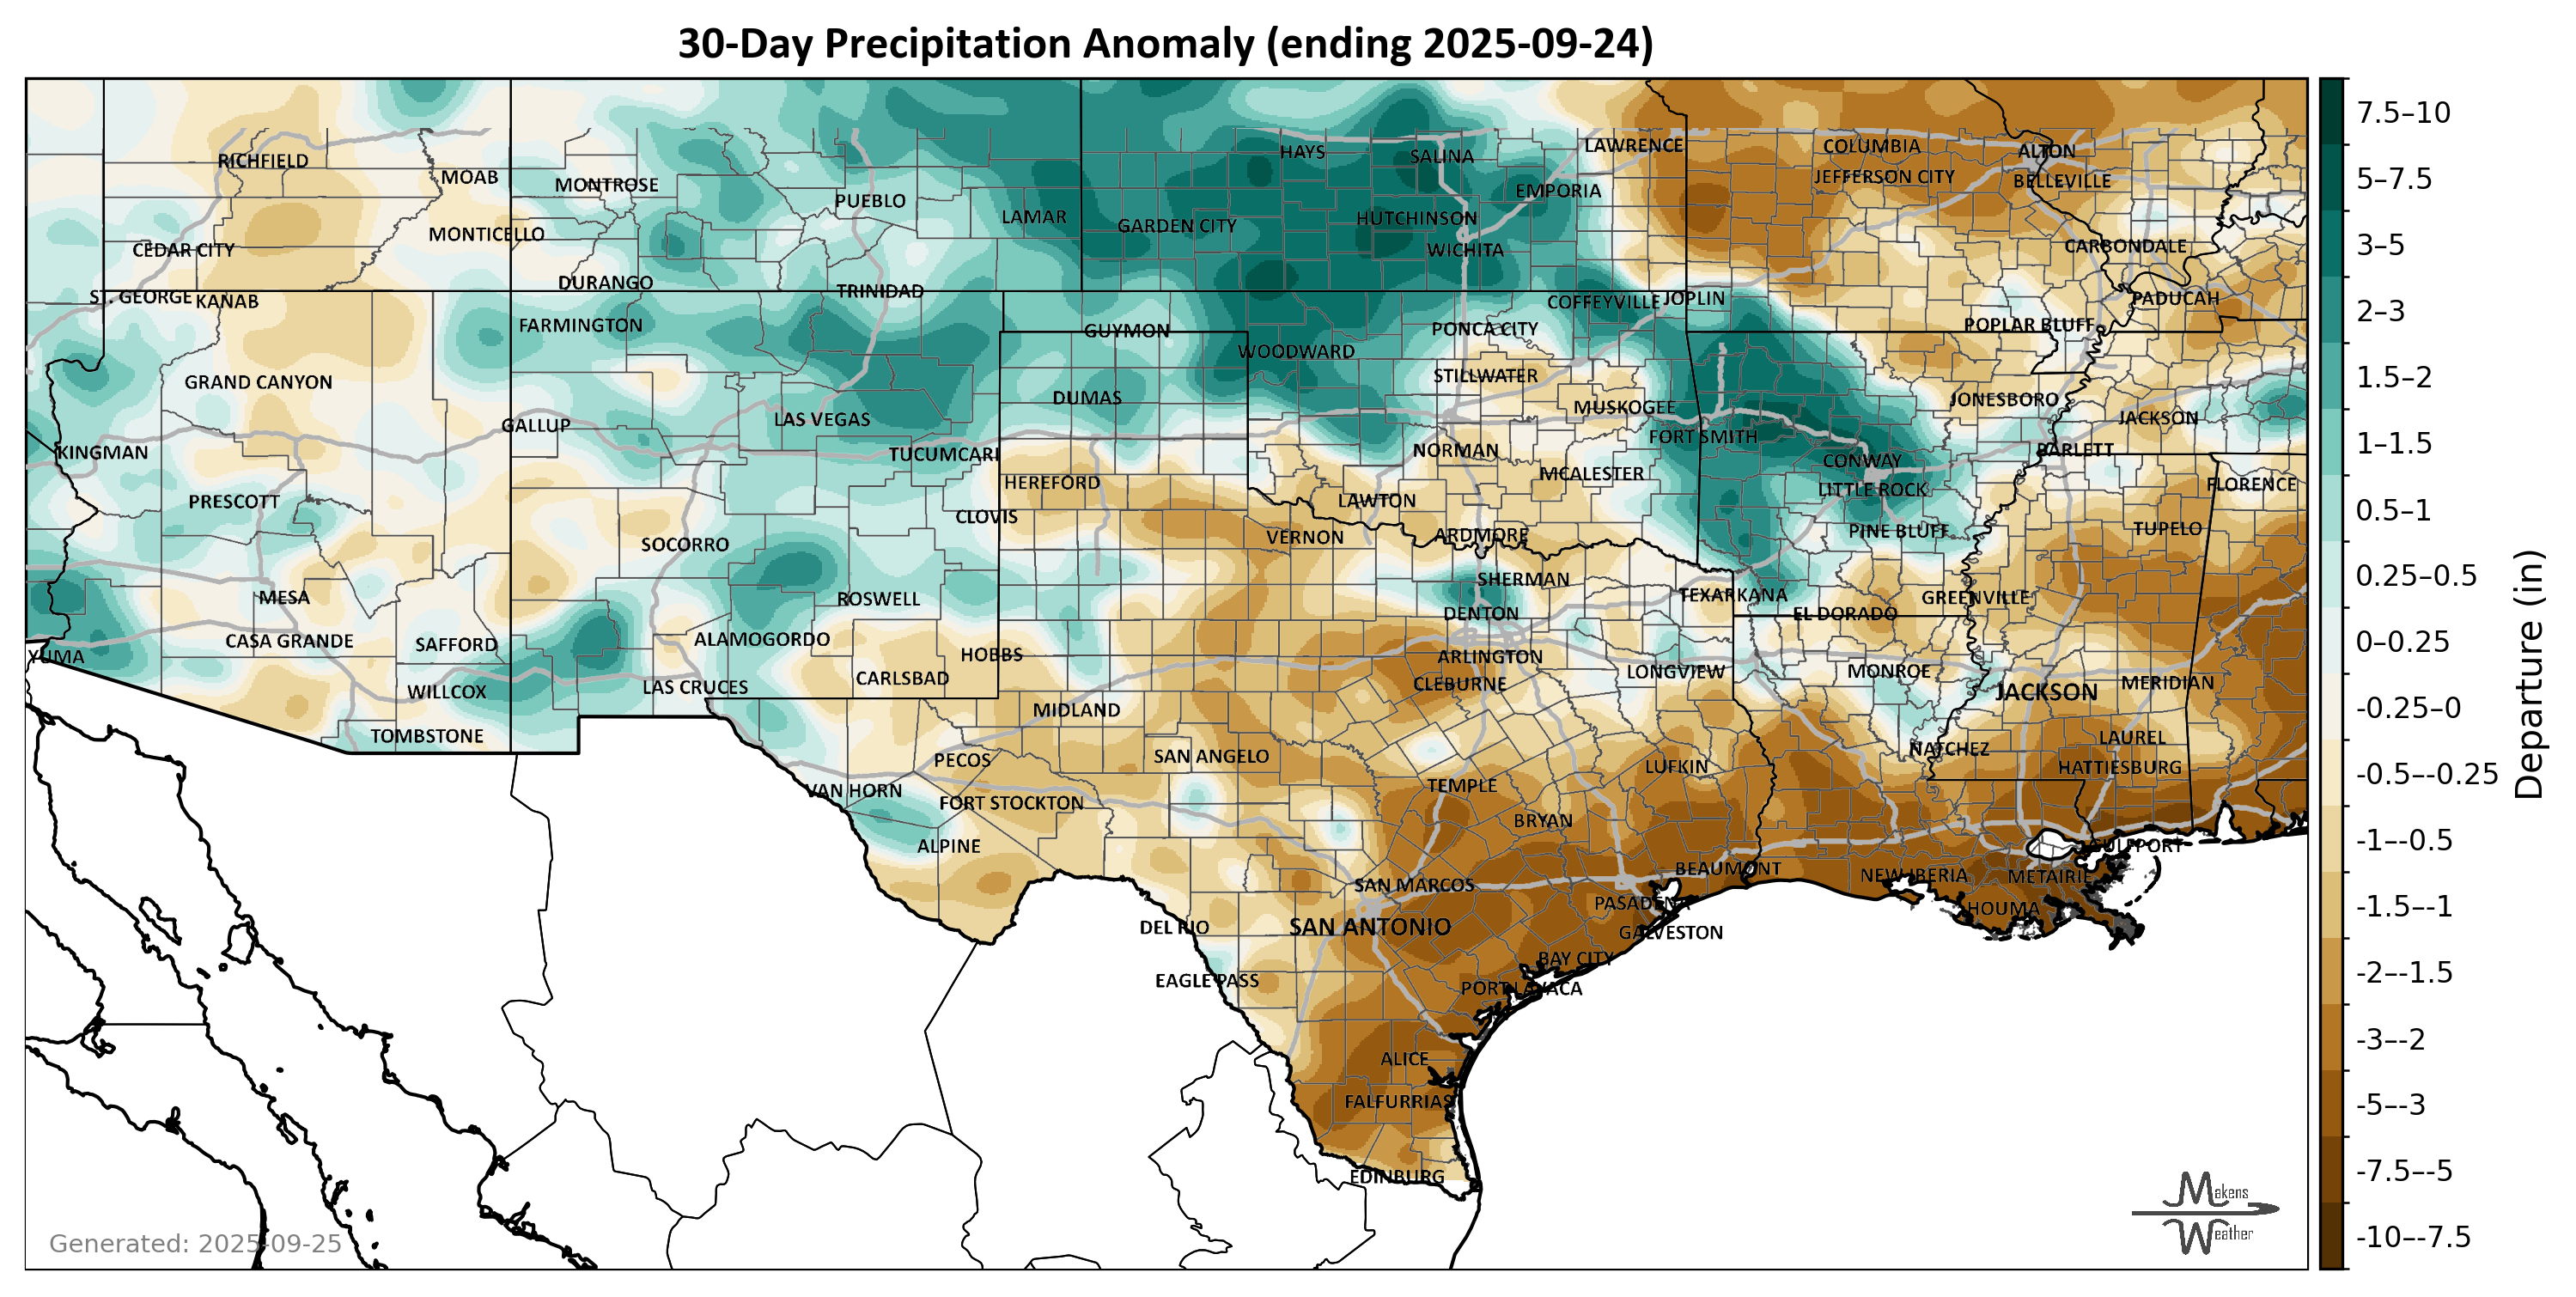 30-Day Precipitation Anomaly (ending 2025-09-24)
RICHFIELD
MOAB
MONTROSE
PUEBLO
LAMAR
HAYS
SALINA
LAWRENCE
COLUMBIA
ALTON
JEFFERSON CITY
BELLEVILLE
EMPORIA
GARDEN CITY
HUTCHINSON
WICHITA
MONTICELLO
CEDAR CITY
CARBONDALE
DURANGO
TRINIDAD
ST. GEORGE
KANAB
COFFEYVILLE
JOPLIN
PADUCAH
FARMINGTON
GUYMON
PONCA CITY
POPLAR BLUFF
WOODWARD
GRAND CANYON
STILLWATER
DUMAS
MUSKOGEE
JONESBORO
JACKSON
GALLUP
LAS VEGAS
FORT SMITH
KINGMAN
TUCUMCARI
NORMAN
BARLETT
CONWAY
MCALESTER
HEREFORD
LITTLE ROCK
FLORENCE
PRESCOTT
LAWTON
CLOVIS
TUPELO
PINE BLUFF
SOCORRO
VERNON
ARDMORE
SHERMAN
MESA
ROSWELL
TEXARKANA
GREENVILLE
DENTON
EL DORADO
CASA GRANDE
SAFFORD
ALAMOGORDO
YUMA
HOBBS
ARLINGTON
CARLSBAD
LONGVIEW
MONROE
CLEBURNE
MERIDIAN
WILLCOX
LAS CRUCES
JACKSON
MIDLAND
TOMBSTONE
LAUREL
NATCHEZ
SAN ANGELO
PECOS
LUFKIN
HATTIESBURG
TEMPLE
VAN HORN
FORT STOCKTON
BRYAN
ALPINE
GULFPORT
BEAUMONT
NEW IBERIA
METAIRIE
SAN MARCOS
PASADENA
HOUMA
DEL RIO
SAN ANTONIO
GALVESTON
BAY CITY
EAGLE PASS
PORT LAVACA
ALICE
FALFURRIAS
EDINBURG
Generated: 2025-09-25
Makens
Weather
7.5–10
5–7.5
3–5
2–3
1.5–2
1–1.5
0.5–1
0.25–0.5
0–0.25
-0.25–0
-0.5–-0.25
-1–-0.5
-1.5–-1
-2–-1.5
-3–-2
-5–-3
-7.5–-5
-10–-7.5
Departure (in)